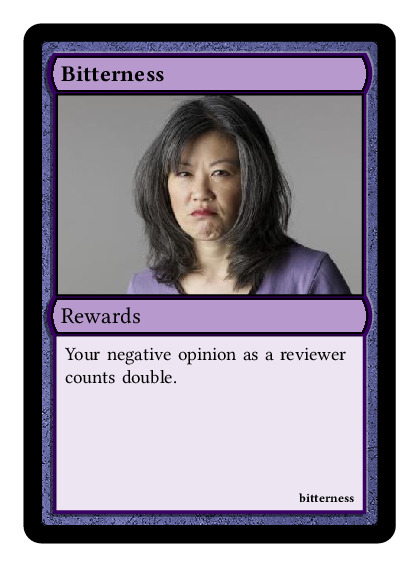 Bitterness
Rewards
Your negative opinion as a reviewer
counts double.
bitterness